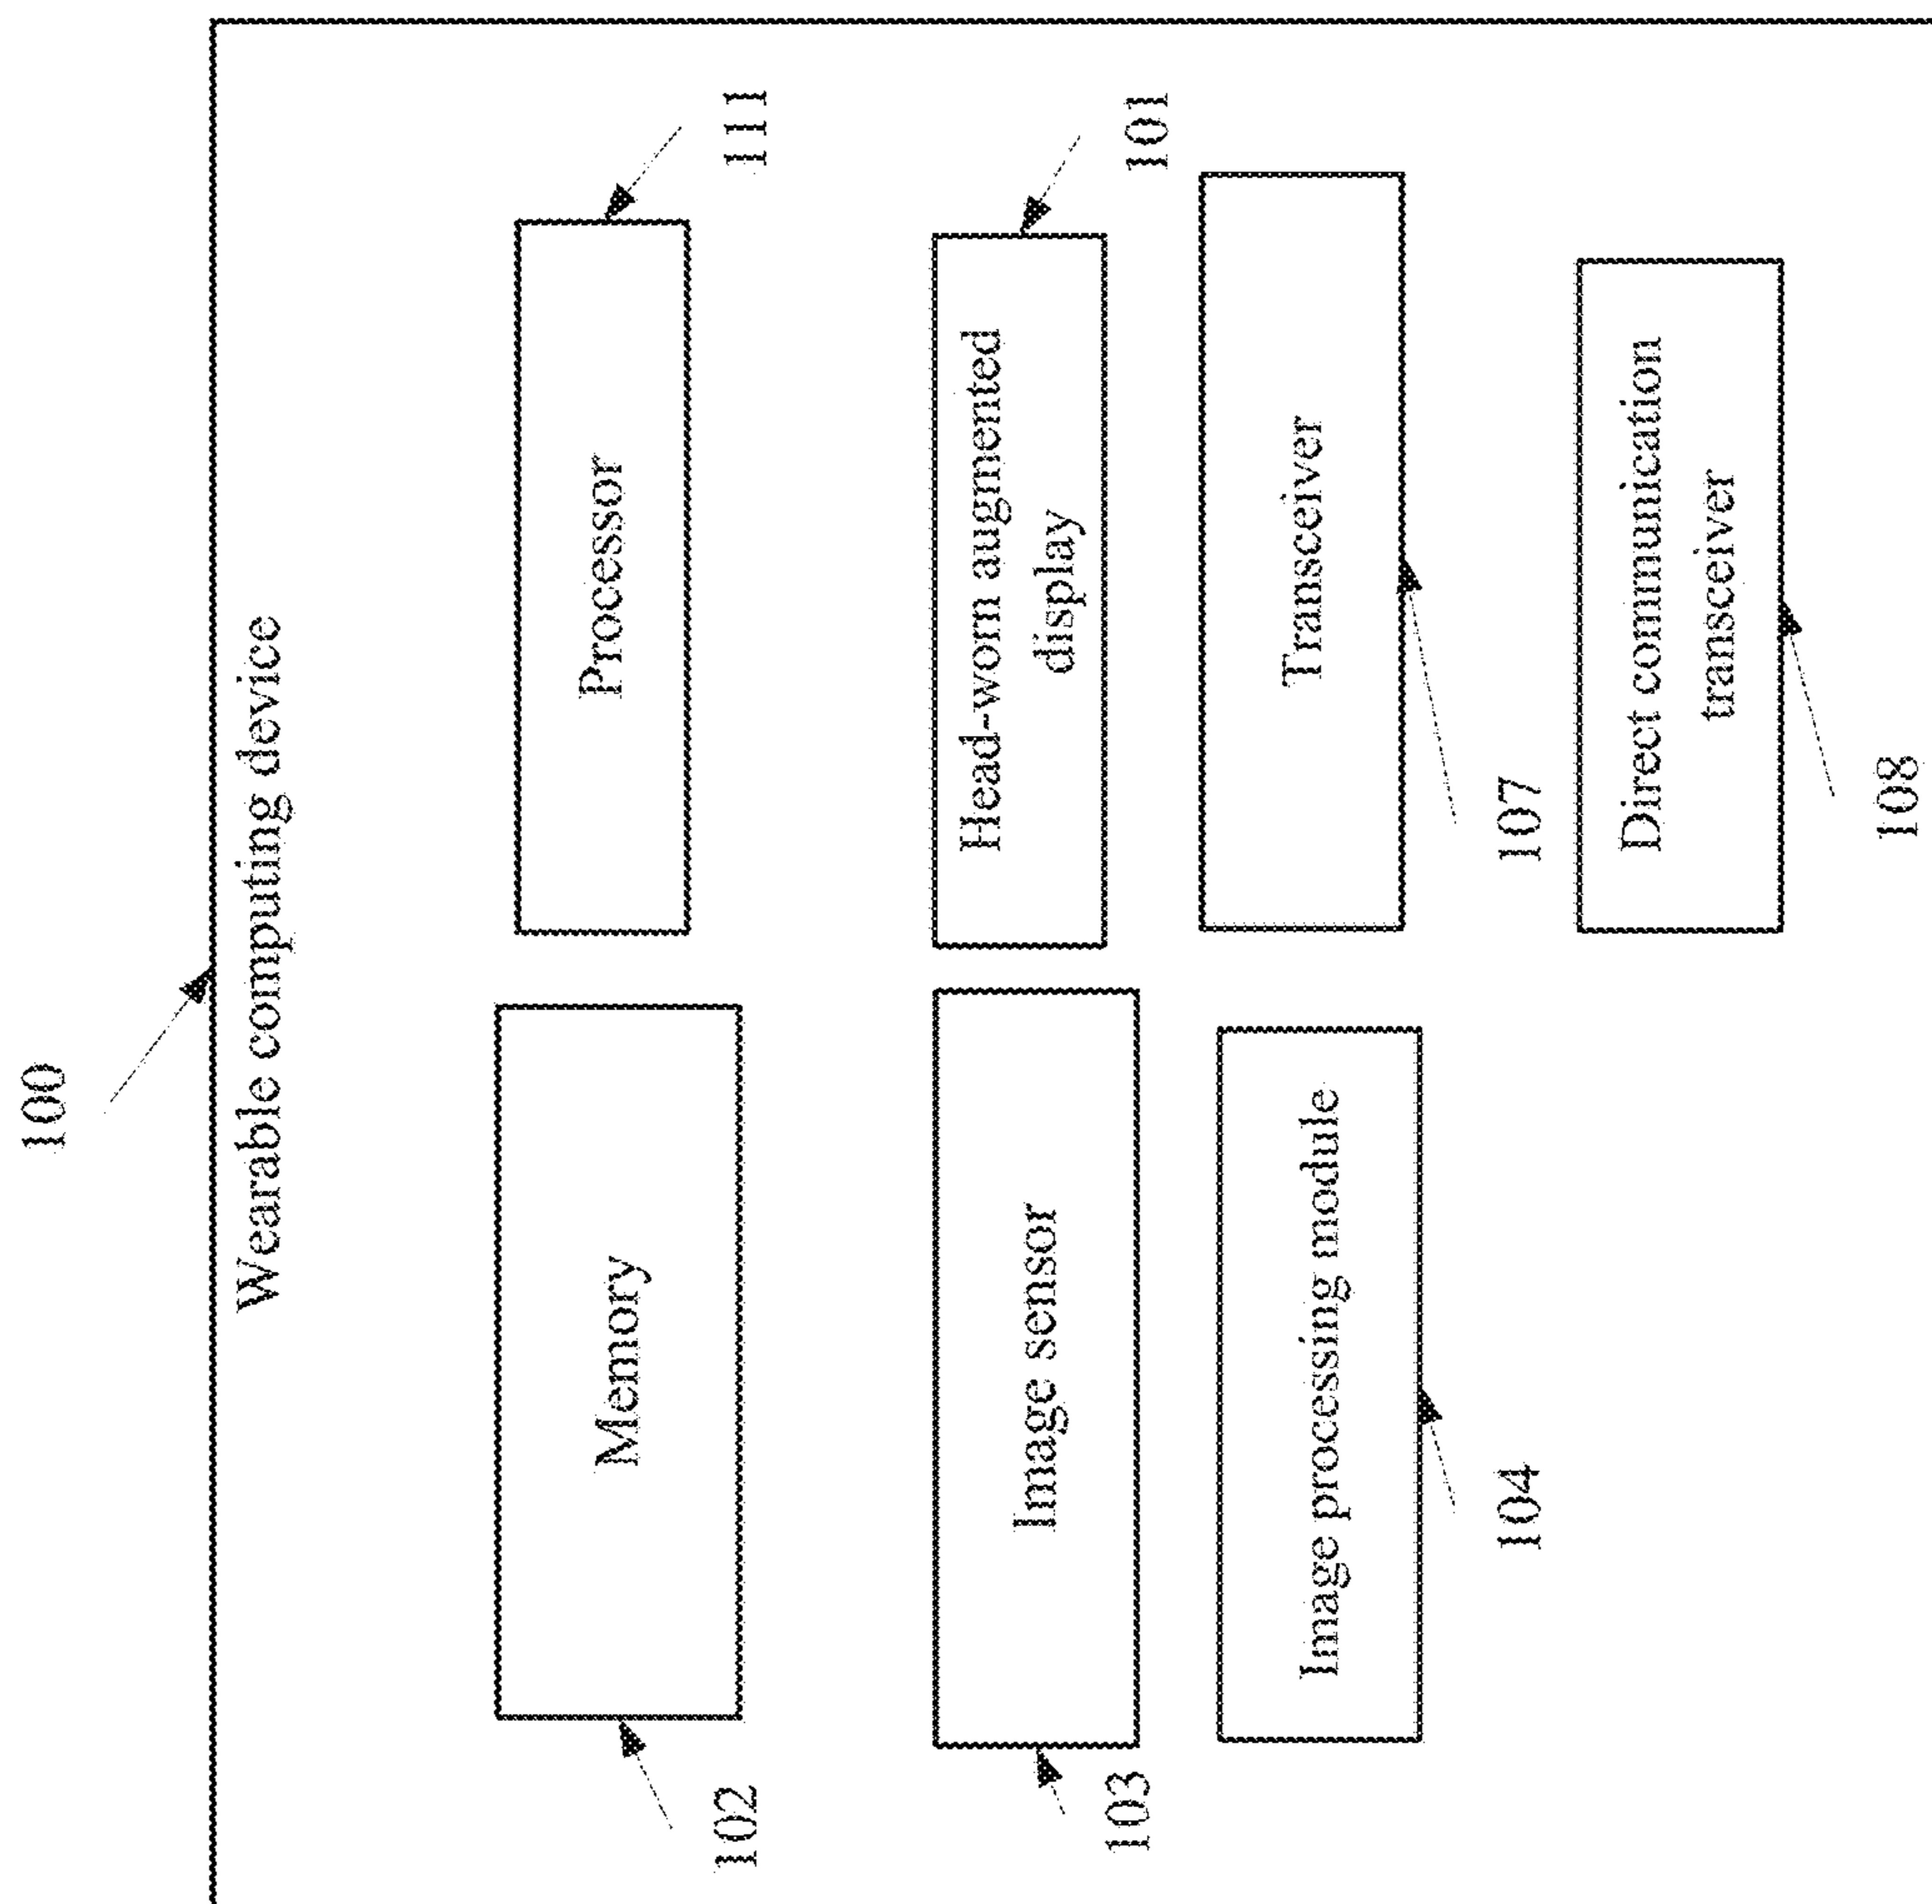 100
Wearable computing device
Memory
102
Processor
111
Image sensor
103
Head-worn augmented
display
101
Image processing module
104
Transceiver
107
Direct communication
transceiver
108